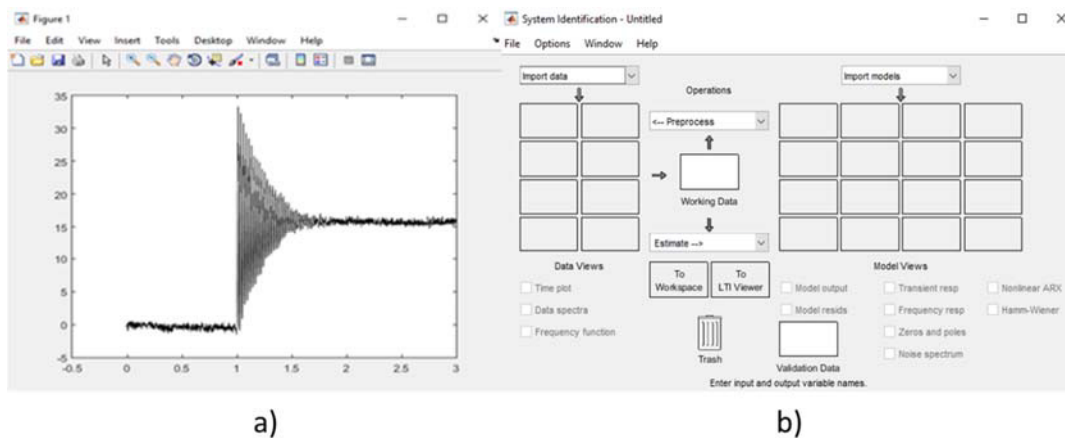 Figure 1
File Edit View Insert Tools Desktop Window Help
35
30
25
20
15
10
5
0
-5
-0.5 0 0.5 1 1.5 2 2.5 3
a)
System Identification - Untitled
File Options Window Help
Import data
Import models
Operations
<-- Preprocess
Working Data
Estimate -->
Data Views
To Workspace
To LTI Viewer
Model Views
Time plot
Data spectra
Frequency function
Model output
Model resids
Transient resp
Frequency resp
Zeros and poles
Noise spectrum
Nonlinear ARX
Hamm-Wiener
Trash
Validation Data
Enter input and output variable names.
b)